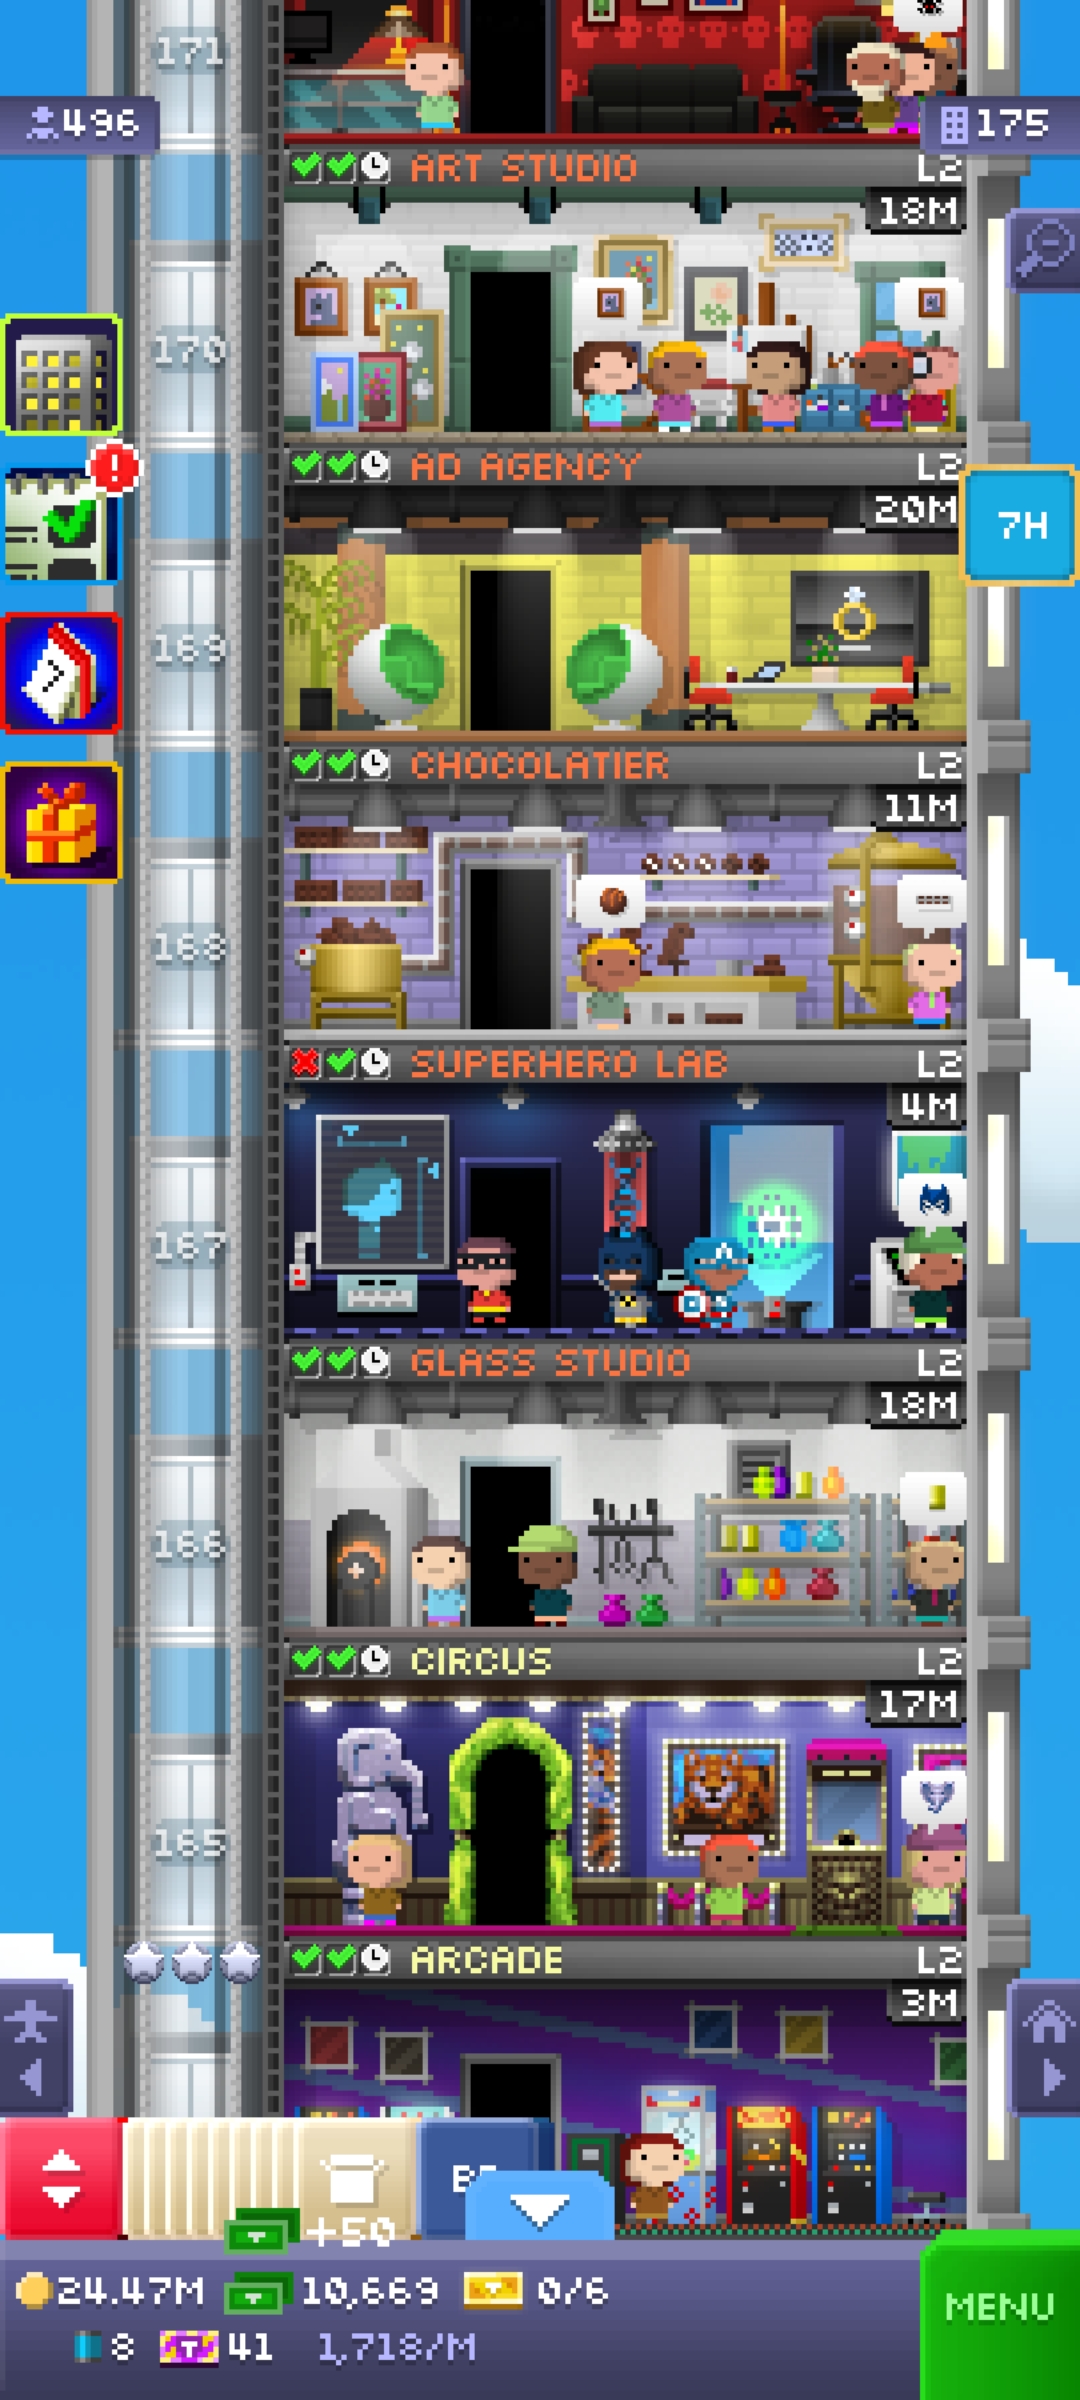 171
496
175
ART STUDIO L2
18M
170
AD AGENCY L2
20M
7H
169
CHOCOLATIER L2
11M
168
SUPERHERO LAB L2
4M
167
GLASS STUDIO L2
18M
166
CIRCUS L2
17M
165
ARCADE L2
3M
+50
24.47M 10,669 0/6
MENU
8 T 41 1,718/M